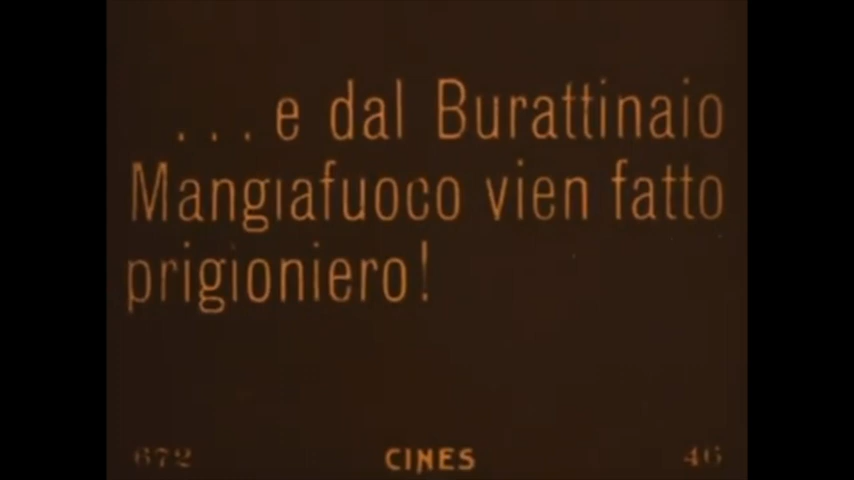 ...e dal Burattinaio
Mangiafuoco vien fatto
prigioniero!
672 CINES 46